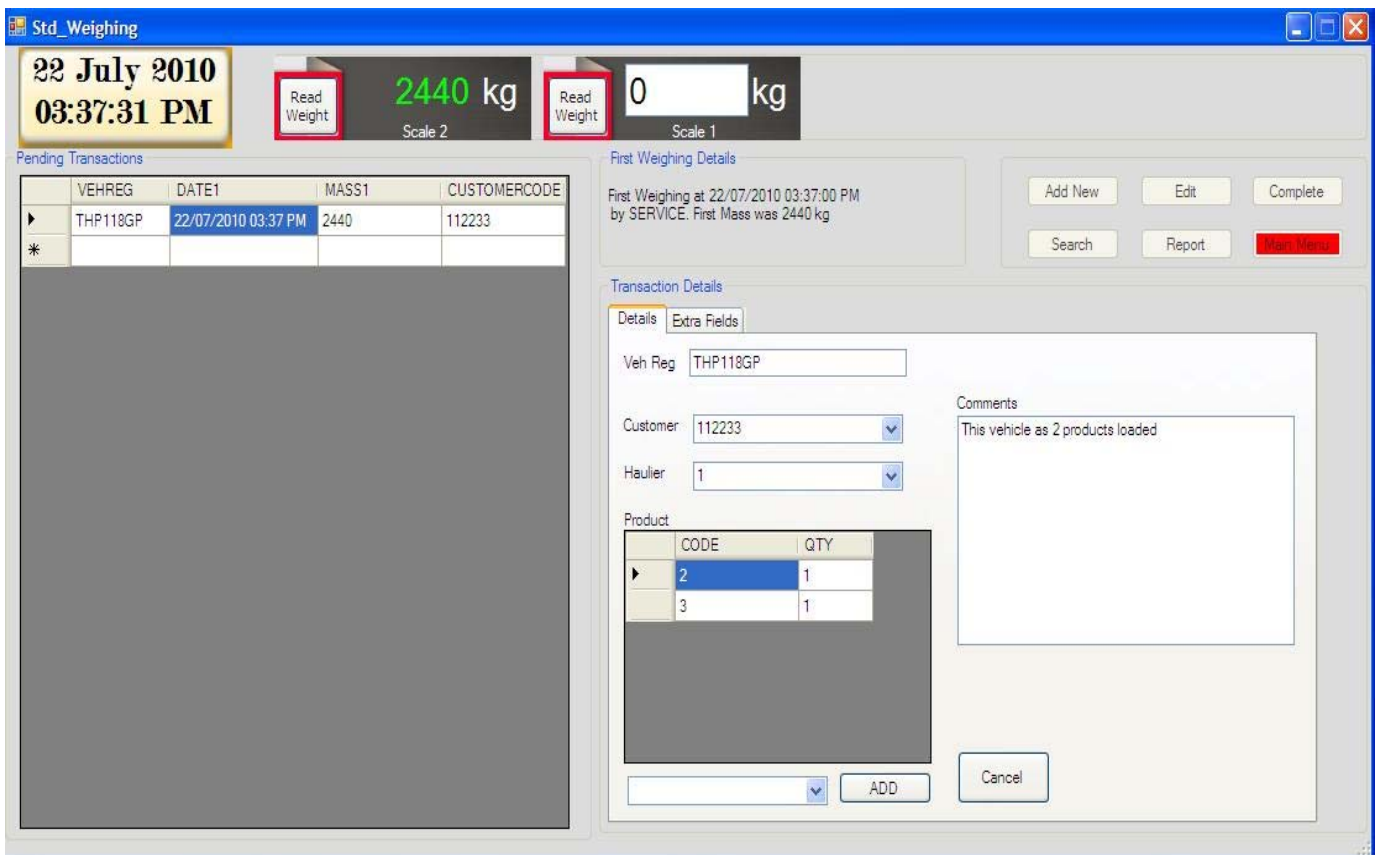 Std_Weighing
22 July 2010
03:37:31 PM
Read
Weight
2440 kg
Scale 2
Read
Weight
0 kg
Scale 1
Pending Transactions
VEHREG DATE1 MASS1 CUSTOMERCODE
THP118GP 22/07/2010 03:37 PM 2440 112233
First Weighing Details
First Weighing at 22/07/2010 03:37:00 PM
by SERVICE. First Mass was 2440 kg
Add New Edit Complete
Search Report Main Menu
Transaction Details
Details Extra Fields
Veh Reg THP118GP
Customer 112233
Haulier 1
Product
CODE QTY
2 1
3 1
ADD
Comments
This vehicle as 2 products loaded
Cancel